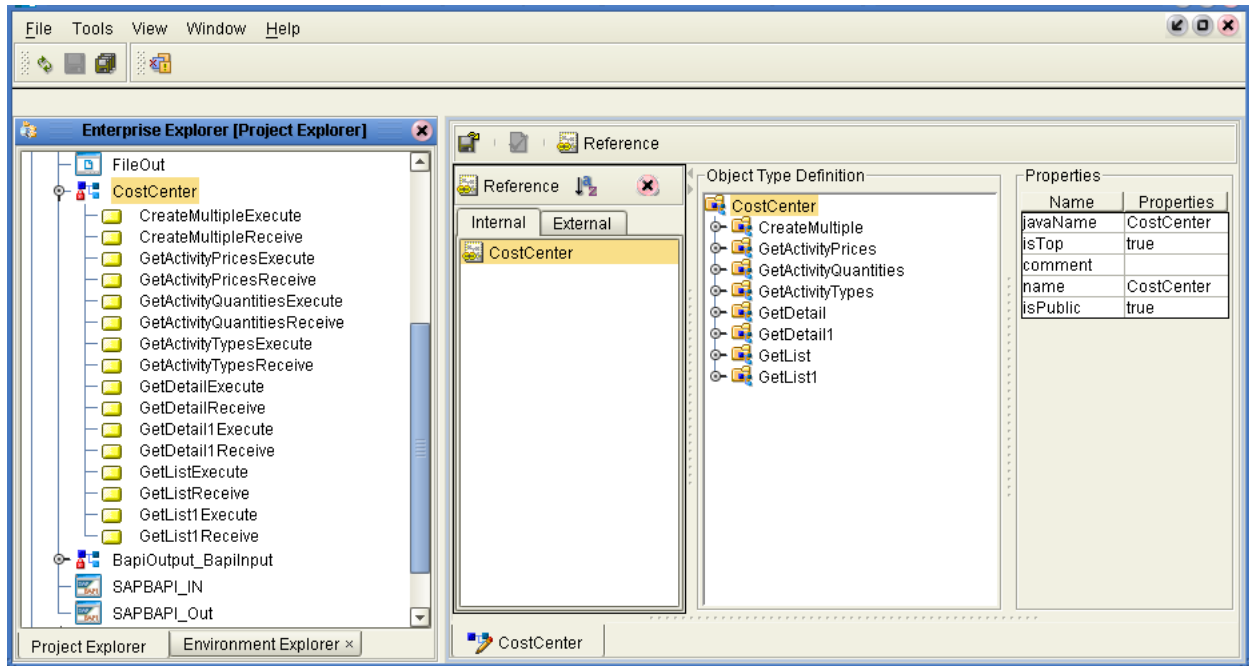 File Tools View Window Help
Enterprise Explorer [Project Explorer]
FileOut
CostCenter
CreateMultipleExecute
CreateMultipleReceive
GetActivityPricesExecute
GetActivityPricesReceive
GetActivityQuantitiesExecute
GetActivityQuantitiesReceive
GetActivityTypesExecute
GetActivityTypesReceive
GetDetailExecute
GetDetailReceive
GetDetail1Execute
GetDetail1Receive
GetListExecute
GetListReceive
GetList1Execute
GetList1Receive
BapiOutput_BapiInput
SAPBAPI_IN
SAPBAPI_Out
Project Explorer
Environment Explorer ×
Reference
Reference
Internal
External
CostCenter
Object Type Definition
CostCenter
CreateMultiple
GetActivityPrices
GetActivityQuantities
GetActivityTypes
GetDetail
GetDetail1
GetList
GetList1
Properties
Name Properties
javaName CostCenter
isTop true
comment
name CostCenter
isPublic true
CostCenter